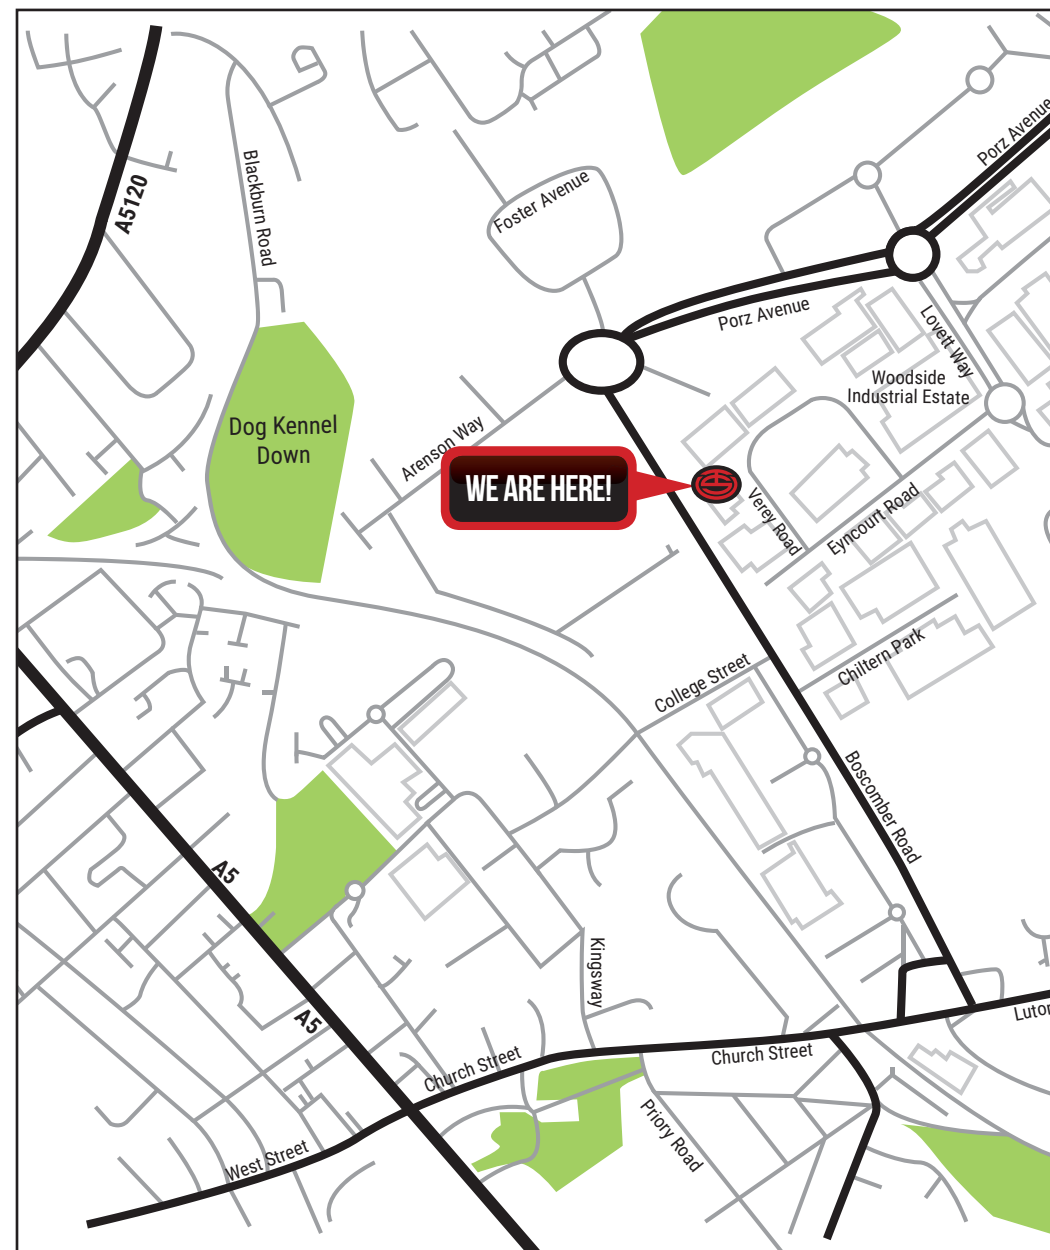 Porz Avenue
A5120
Blackburn Road
Foster Avenue
Porz Avenue
Lovett Way
Woodside
Industrial Estate
Dog Kennel
Down
Arenson Way
WE ARE HERE!
Verey Road
Eyncourt Road
Chiltern Park
College Street
Boscomber Road
A5
Kingsway
A5
Luton
Church Street
Church Street
Priory Road
West Street